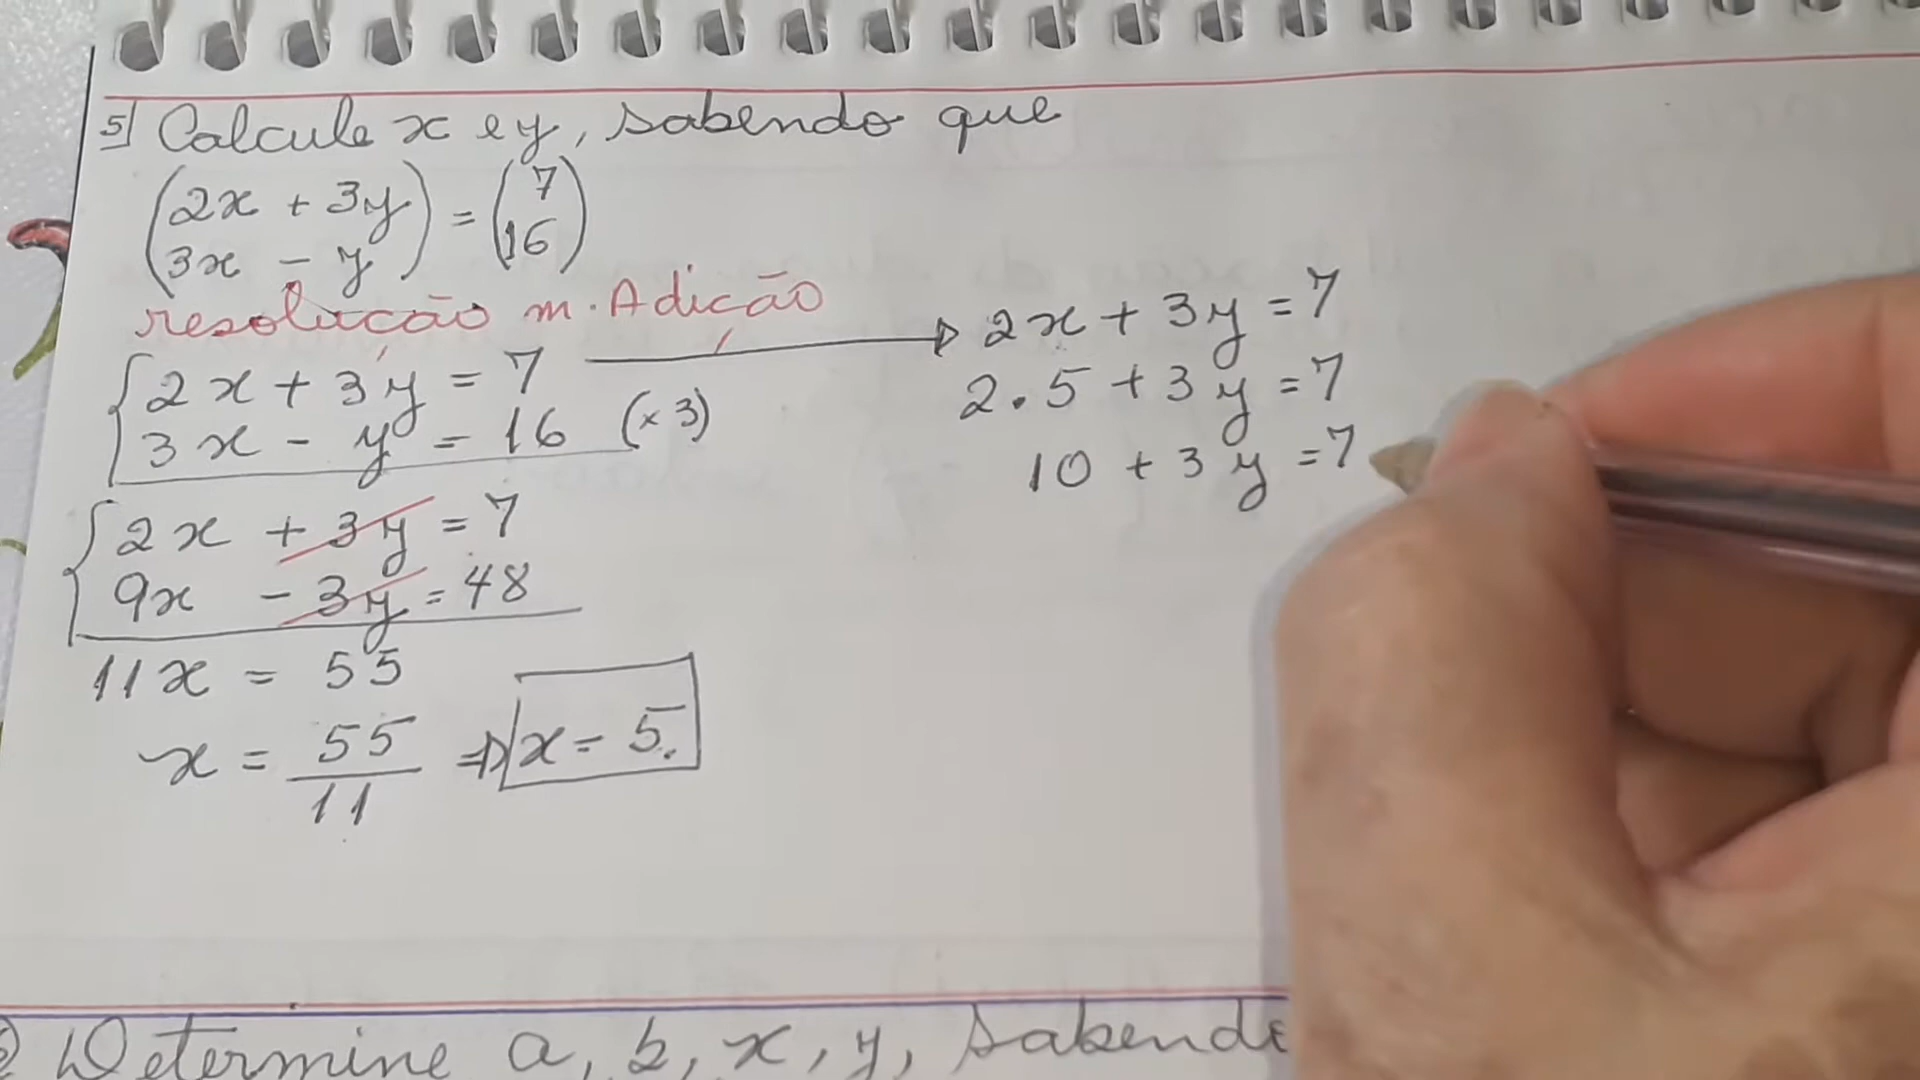 5) Calcule x e y, sabendo que
(2x + 3y) = (7)
(3x - y) (16)
resolução m. Adição
{2x + 3y = 7
3x - y = 16 (x 3)
{2x + 3y = 7
9x - 3y = 48
11x = 55
x = 55/11 ⇒ x = 5.
2x + 3y = 7
2.5 + 3y = 7
10 + 3y = 7
Determine a, b, x, y, sabend